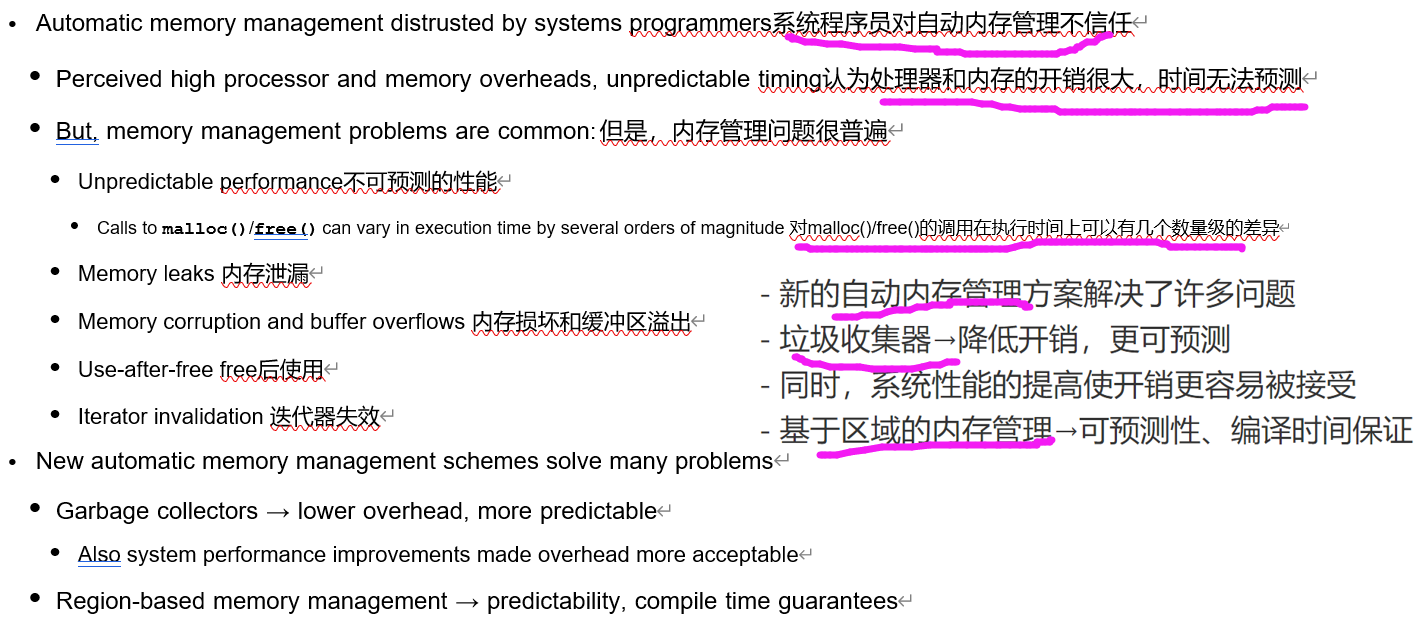 • Automatic memory management distrusted by systems programmers系统程序员对自动内存管理不信任↵
• Perceived high processor and memory overheads, unpredictable timing认为处理器和内存的开销很大，时间无法预测↵
• But, memory management problems are common:但是，内存管理问题很普遍↵
• Unpredictable performance不可预测的性能↵
• Calls to malloc()/free() can vary in execution time by several orders of magnitude 对malloc()/free()的调用在执行时间上可以有几个数量级的差异↵
• Memory leaks 内存泄漏↵
• Memory corruption and buffer overflows 内存损坏和缓冲区溢出↵
• Use-after-free free后使用↵
• Iterator invalidation 迭代器失效↵
• New automatic memory management schemes solve many problems↵
• Garbage collectors → lower overhead, more predictable↵
• Also system performance improvements made overhead more acceptable↵
• Region-based memory management → predictability, compile time guarantees↵
- 新的自动内存管理方案解决了许多问题
- 垃圾收集器→降低开销，更可预测
- 同时，系统性能的提高使开销更容易被接受
- 基于区域的内存管理→可预测性、编译时间保证